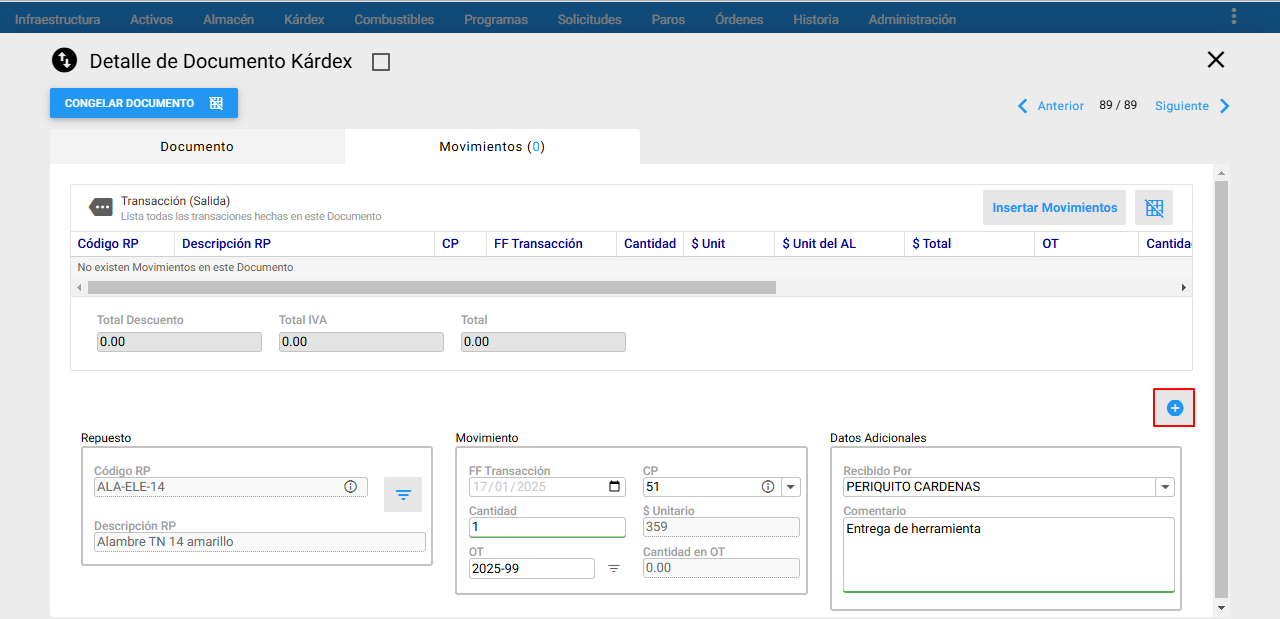 Infraestructura Activos Almacén Kárdex Combustibles Programas Solicitudes Paros Órdenes Historia Administración
Detalle de Documento Kárdex
CONGELAR DOCUMENTO
Anterior 89 / 89 Siguiente
Documento Movimientos (0)
Transacción (Salida)
Lista todas las transaciones hechas en este Documento
Insertar Movimientos
Código RP Descripción RP CP FF Transacción Cantidad $ Unit $ Unit del AL $ Total OT Cantida
No existen Movimientos en este Documento
Total Descuento Total IVA Total
0.00 0.00 0.00
Repuesto
Código RP
ALA-ELE-14
Descripción RP
Alambre TN 14 amarillo
Movimiento
FF Transacción CP
17/01/2025 51
Cantidad $ Unitario
1 359
OT Cantidad en OT
2025-99 0.00
Datos Adicionales
Recibido Por
PERIQUITO CARDENAS
Comentario
Entrega de herramienta